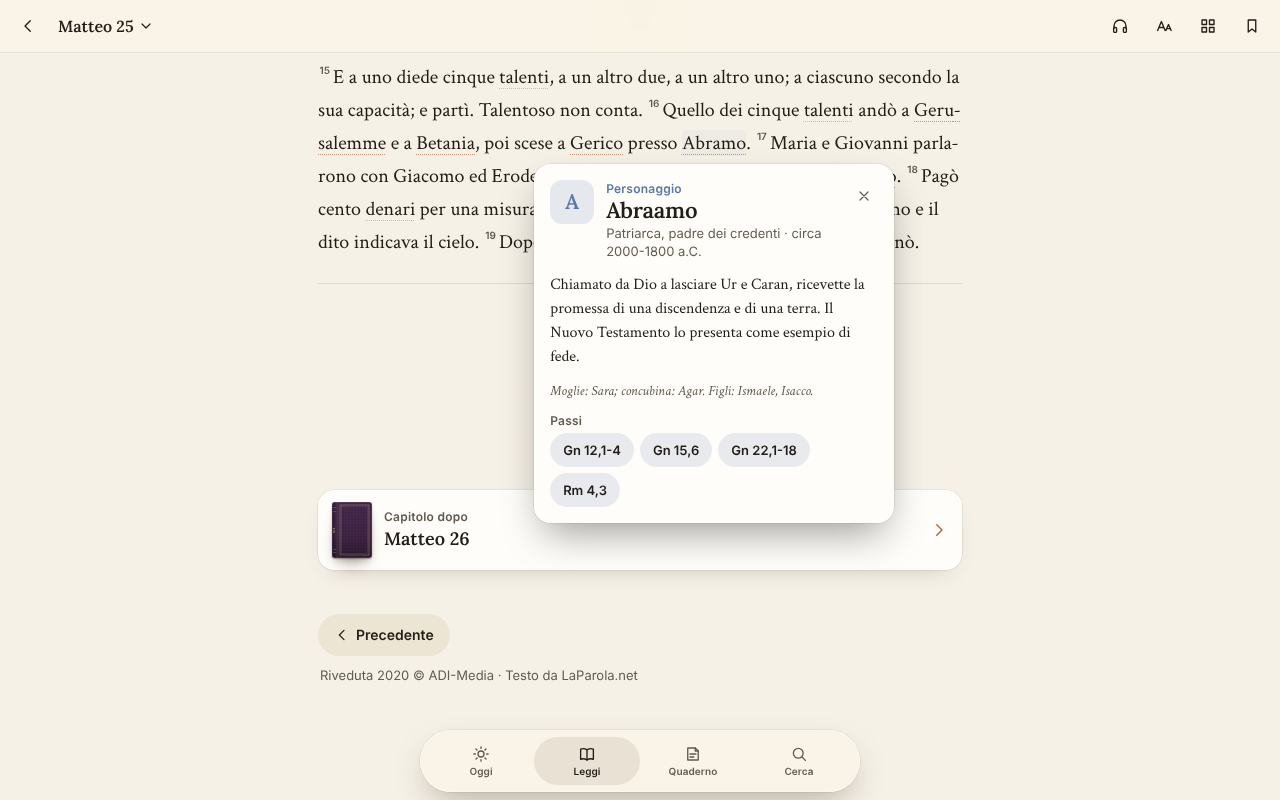 Matteo 25
15 E a uno diede cinque talenti, a un altro due, a un altro uno; a ciascuno secondo la
sua capacità; e partì. Talentoso non conta. 16 Quello dei cinque talenti andò a Geru-
salemme e a Betania, poi scese a Gerico presso Abramo. 17 Maria e Giovanni parla-
rono con Giacomo ed Erode 18 Pagò
cento denari per una misura no e il
dito indicava il cielo. 19 Dop nò.
Personaggio
A
Abraamo
Patriarca, padre dei credenti · circa
2000-1800 a.C.
Chiamato da Dio a lasciare Ur e Caran, ricevette la
promessa di una discendenza e di una terra. Il
Nuovo Testamento lo presenta come esempio di
fede.
Moglie: Sara; concubina: Agar. Figli: Ismaele, Isacco.
Passi
Gn 12,1-4 Gn 15,6 Gn 22,1-18
Rm 4,3
Capitolo dopo
Matteo 26
Precedente
Riveduta 2020 © ADI-Media · Testo da LaParola.net
Oggi Leggi Quaderno Cerca